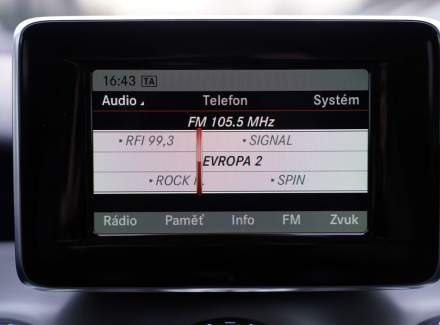 16:43 TA
Audio Telefon Systém
FM 105.5 MHz
• RFI 99,3 • SIGNAL
EVROPA 2
• ROCK • SPIN
Rádio Paměť Info FM Zvuk